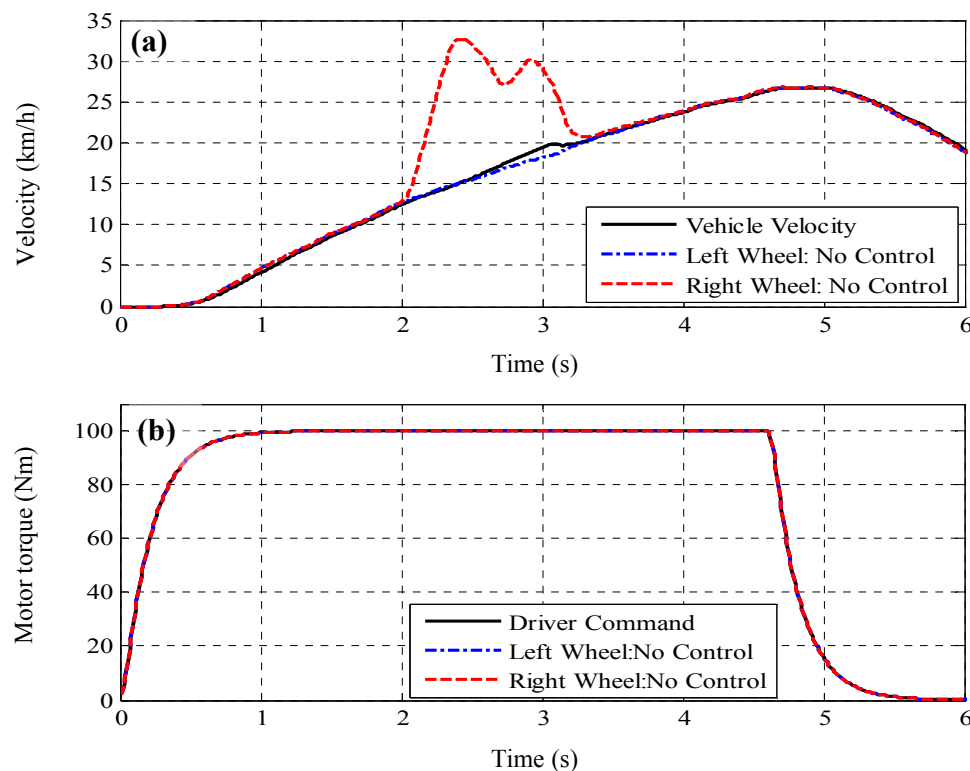 (a)
Velocity (km/h)
35
30
25
20
15
10
5
0
0 1 2 3 4 5 6
Time (s)
Vehicle Velocity
Left Wheel: No Control
Right Wheel: No Control
(b)
Motor torque (Nm)
100
80
60
40
20
0
0 1 2 3 4 5 6
Time (s)
Driver Command
Left Wheel:No Control
Right Wheel:No Control